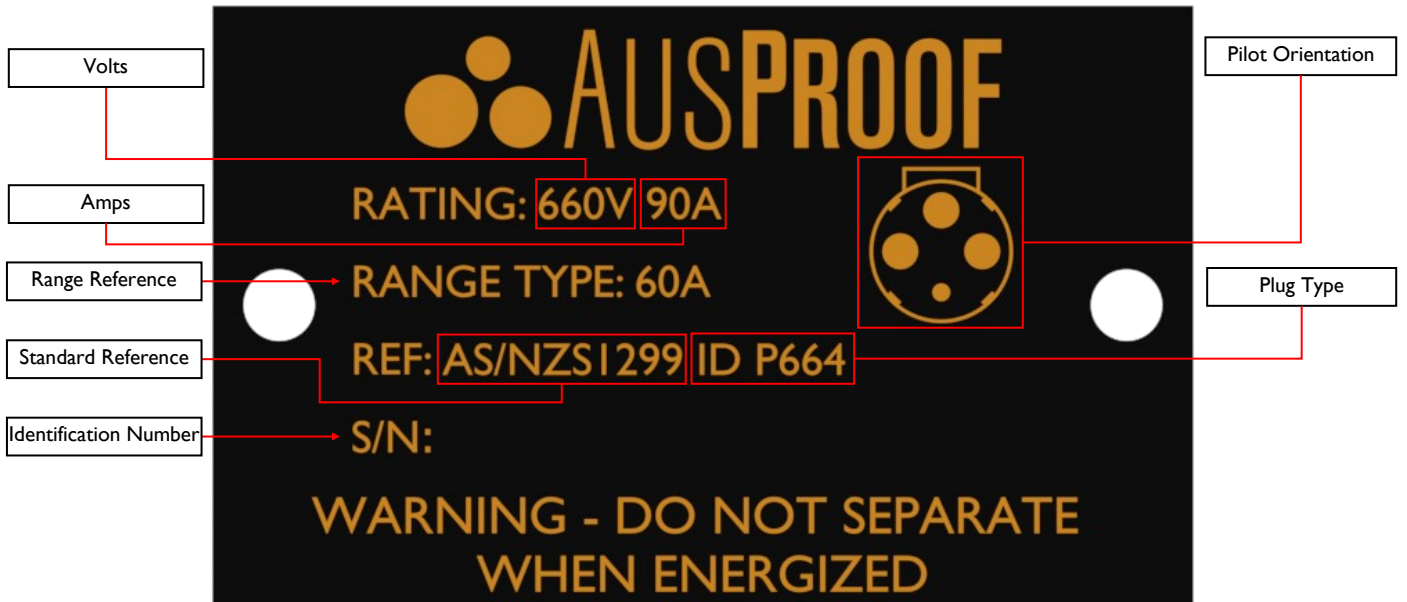 AUSPROOF
Volts
Pilot Orientation
RATING: 660V 90A
Amps
RANGE TYPE: 60A
Range Reference
Plug Type
REF: AS/NZS1299 ID P664
Standard Reference
S/N:
Identification Number
WARNING - DO NOT SEPARATE
WHEN ENERGIZED